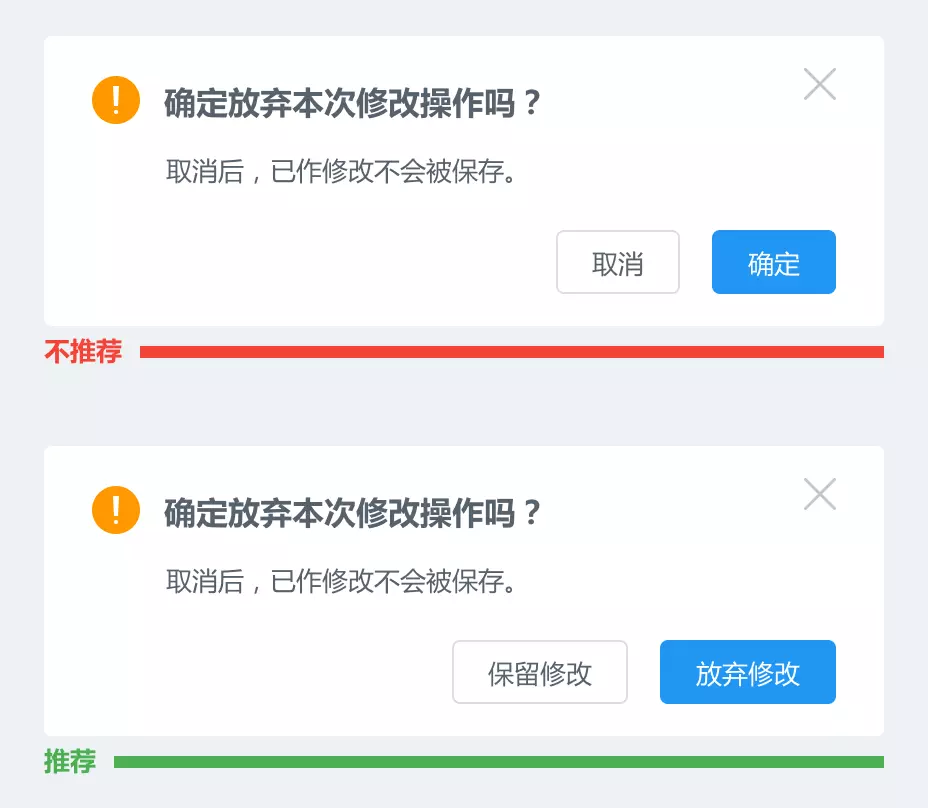 确定放弃本次修改操作吗？
取消后，已作修改不会被保存。
取消 确定
不推荐
确定放弃本次修改操作吗？
取消后，已作修改不会被保存。
保留修改 放弃修改
推荐